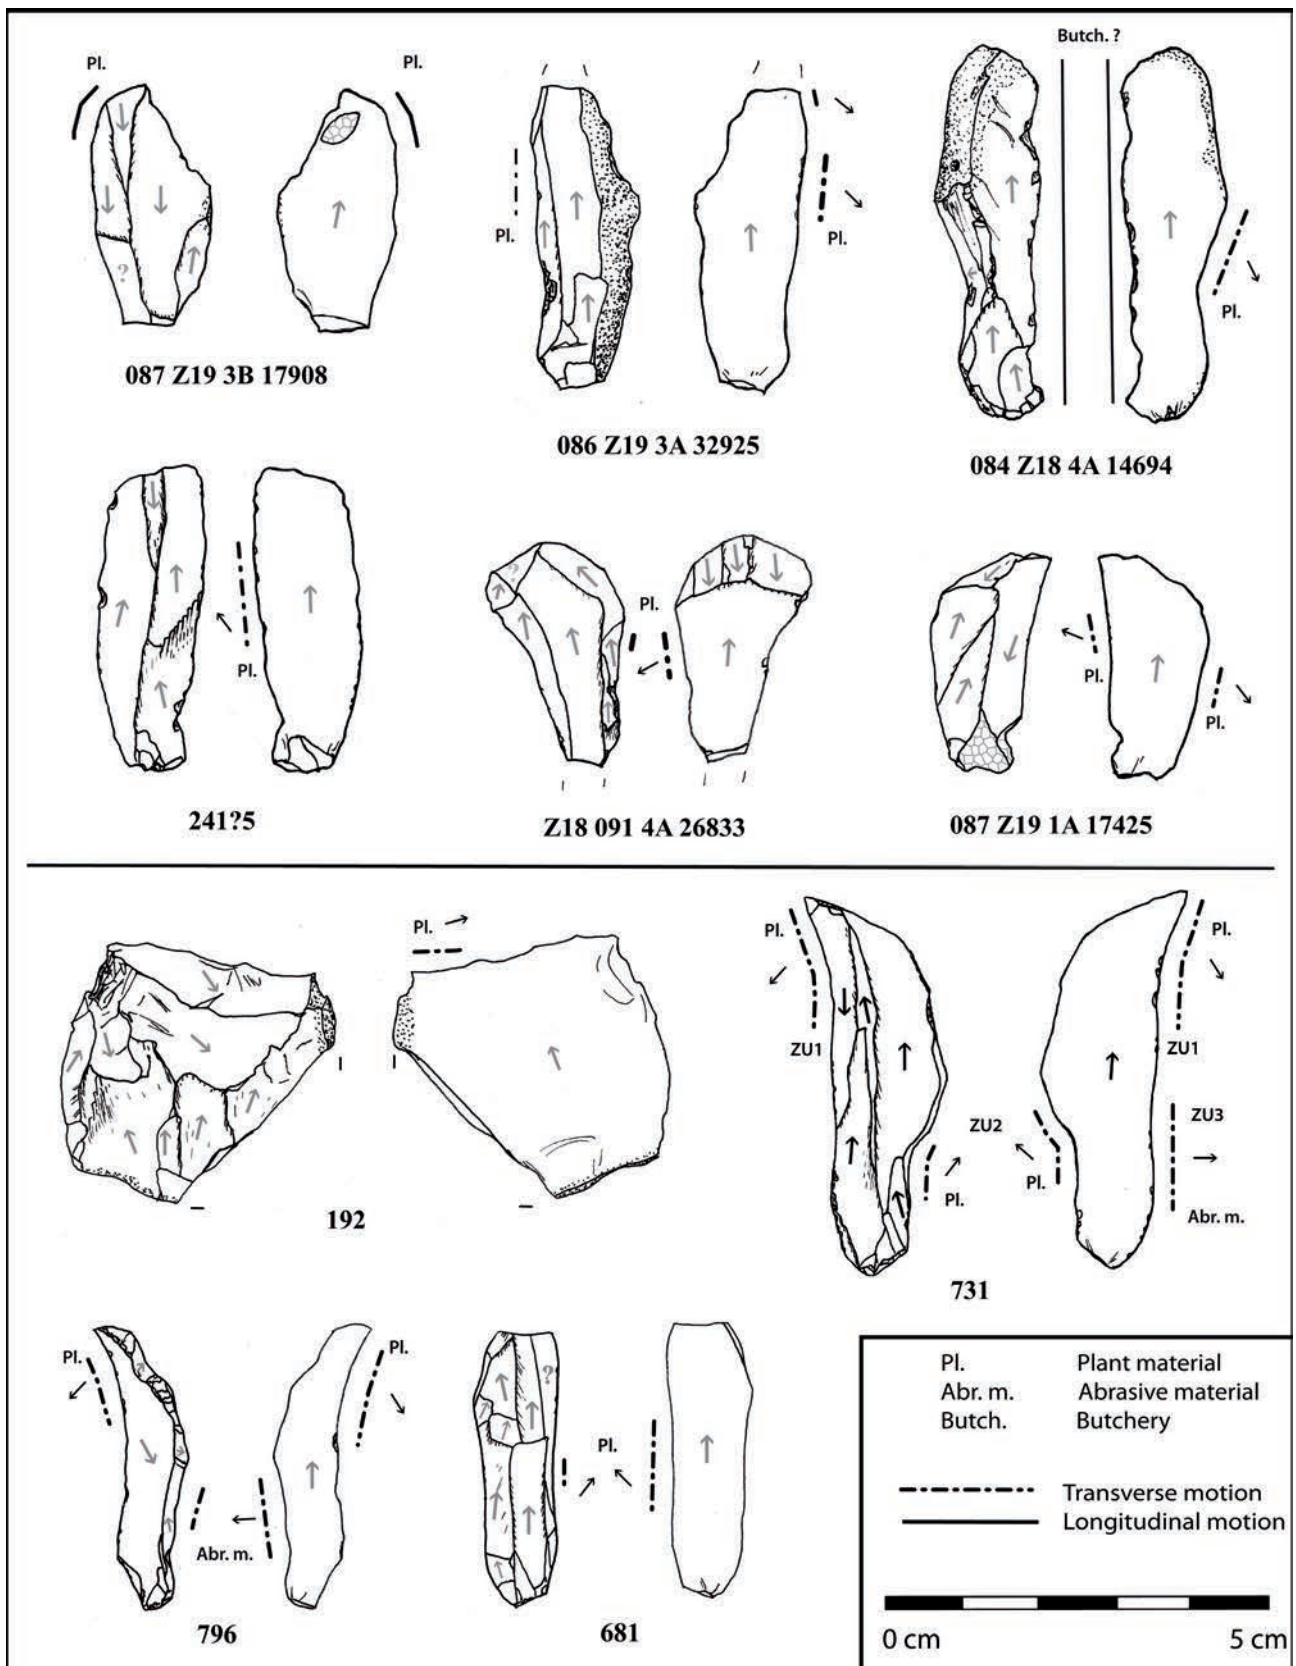 Butch. ?
Pl. Pl.
Pl. Pl.
Pl.
?
087 Z19 3B 17908
086 Z19 3A 32925
084 Z18 4A 14694
Pl.
?
Pl.
Pl.
Pl.
241?5
Z18 091 4A 26833
087 Z19 1A 17425
Pl.
Pl. Pl.
ZU1 ZU1
ZU2 ZU3
Pl. Pl.
Abr. m.
192
731
Pl. Pl.
?
Pl.
Abr. m.
796
681
Pl. Plant material
Abr. m. Abrasive material
Butch. Butchery
Transverse motion
Longitudinal motion
0 cm 5 cm